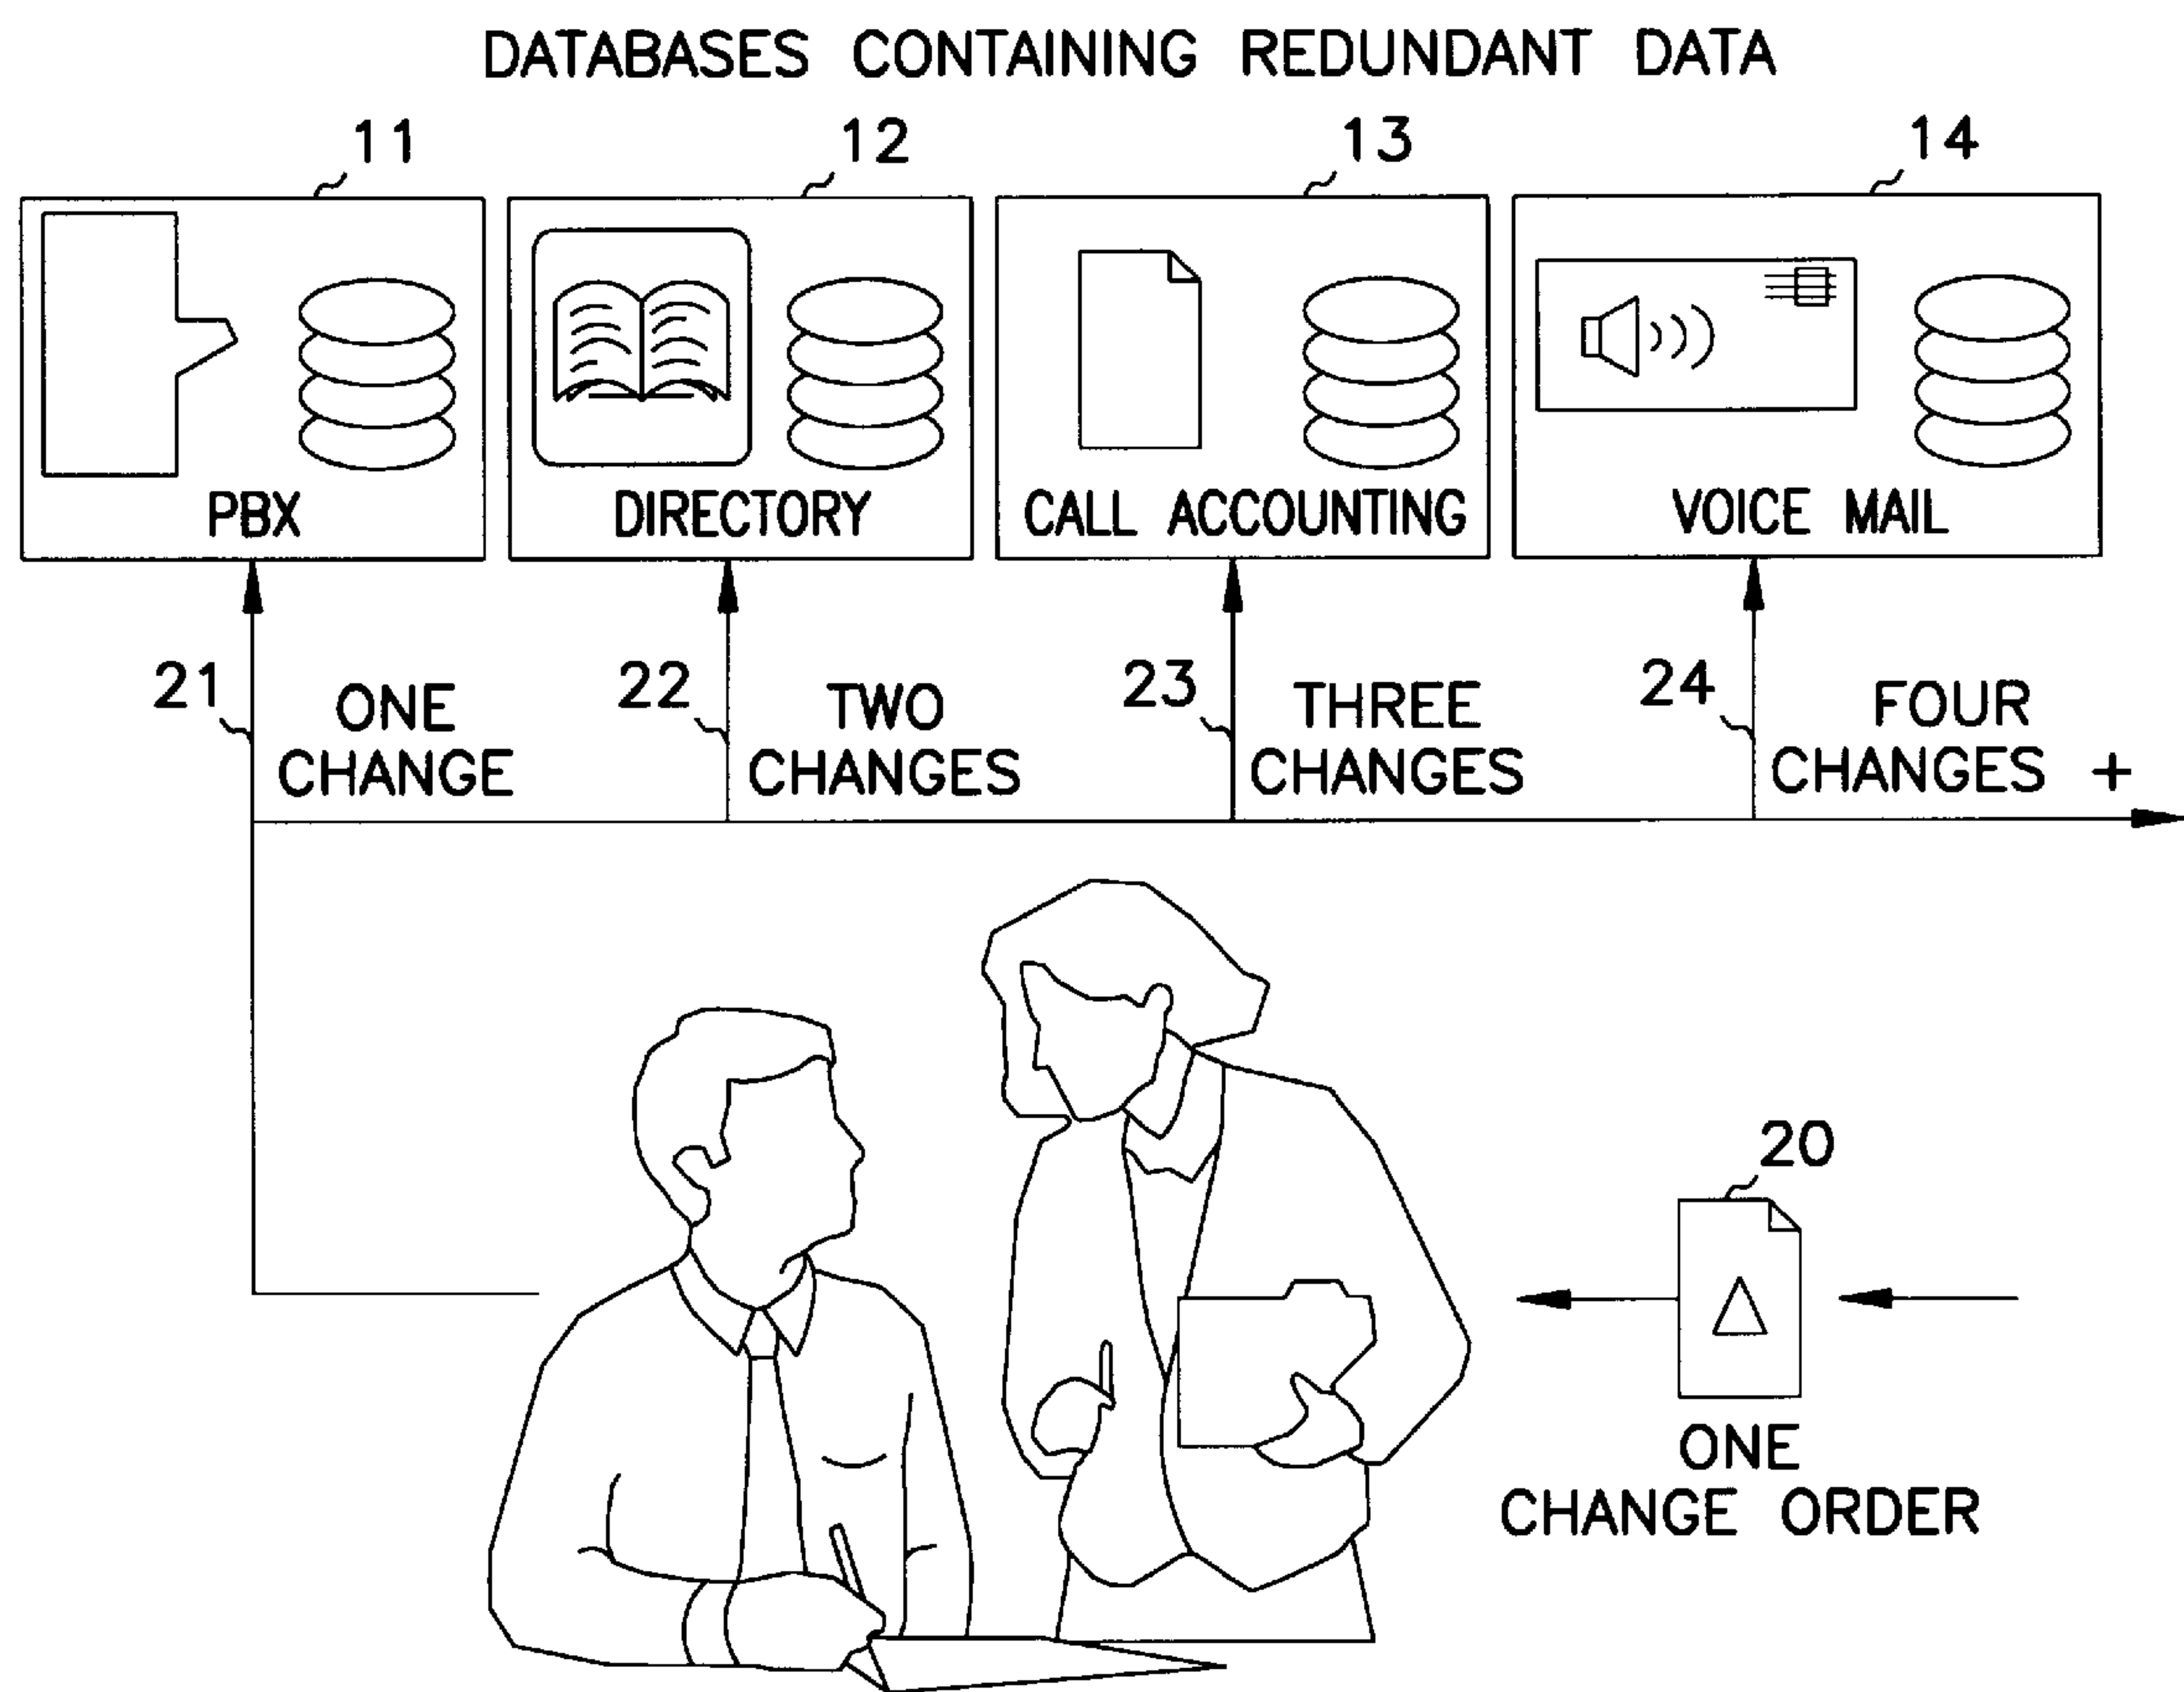 DATABASES CONTAINING REDUNDANT DATA
11
12
13
14
PBX
DIRECTORY
CALL ACCOUNTING
VOICE MAIL
21
ONE
CHANGE
22
TWO
CHANGES
23
THREE
CHANGES
24
FOUR
CHANGES +
20
ONE
CHANGE ORDER